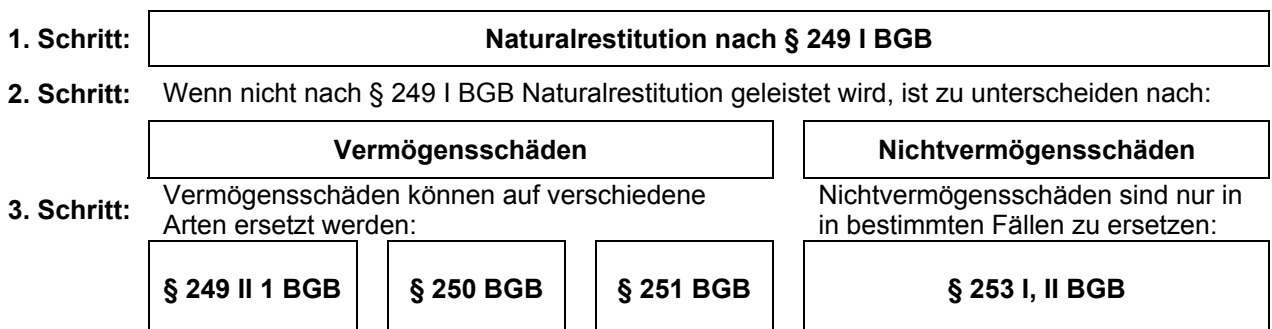 1. Schritt: Naturalrestitution nach § 249 I BGB
2. Schritt: Wenn nicht nach § 249 I BGB Naturalrestitution geleistet wird, ist zu unterscheiden nach:
Vermögensschäden Nichtvermögensschäden
3. Schritt:
Vermögensschäden können auf verschiedene
Arten ersetzt werden:
Nichtvermögensschäden sind nur in
in bestimmten Fällen zu ersetzen:
§ 249 II 1 BGB § 250 BGB § 251 BGB § 253 I, II BGB